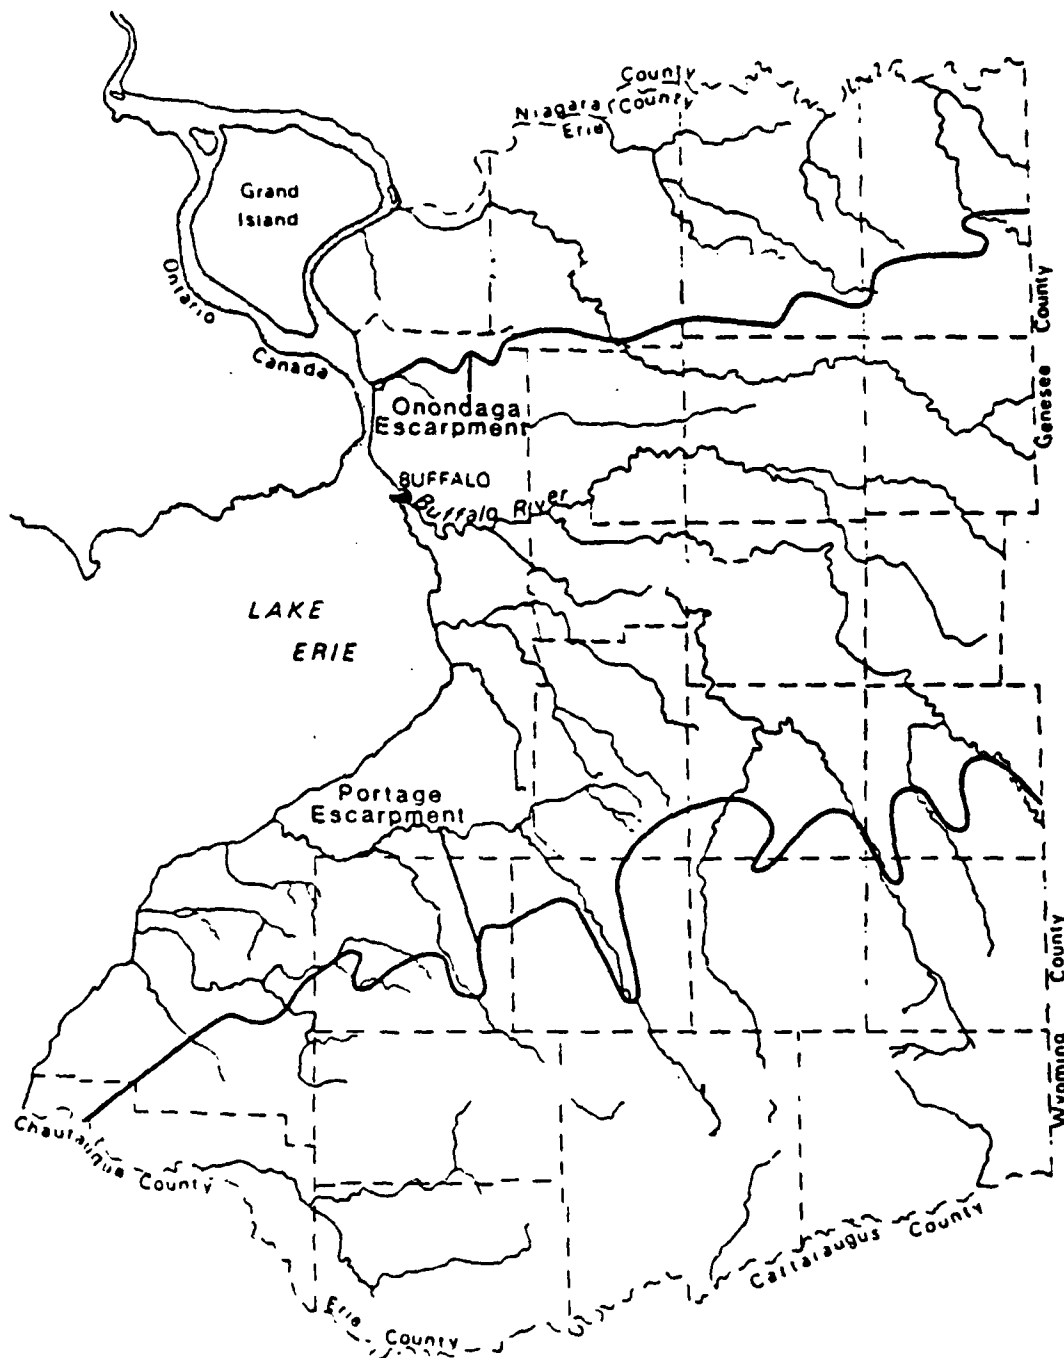 County
Niagara County
Erie
Grand
Island
Ontario
Canada
County
Genesee
Onondaga
Escarpment
BUFFALO
Buffalo River
LAKE
ERIE
Portage
Escarpment
County
Wyoming
Chautauqua County
Cattaraugus County
Erie County